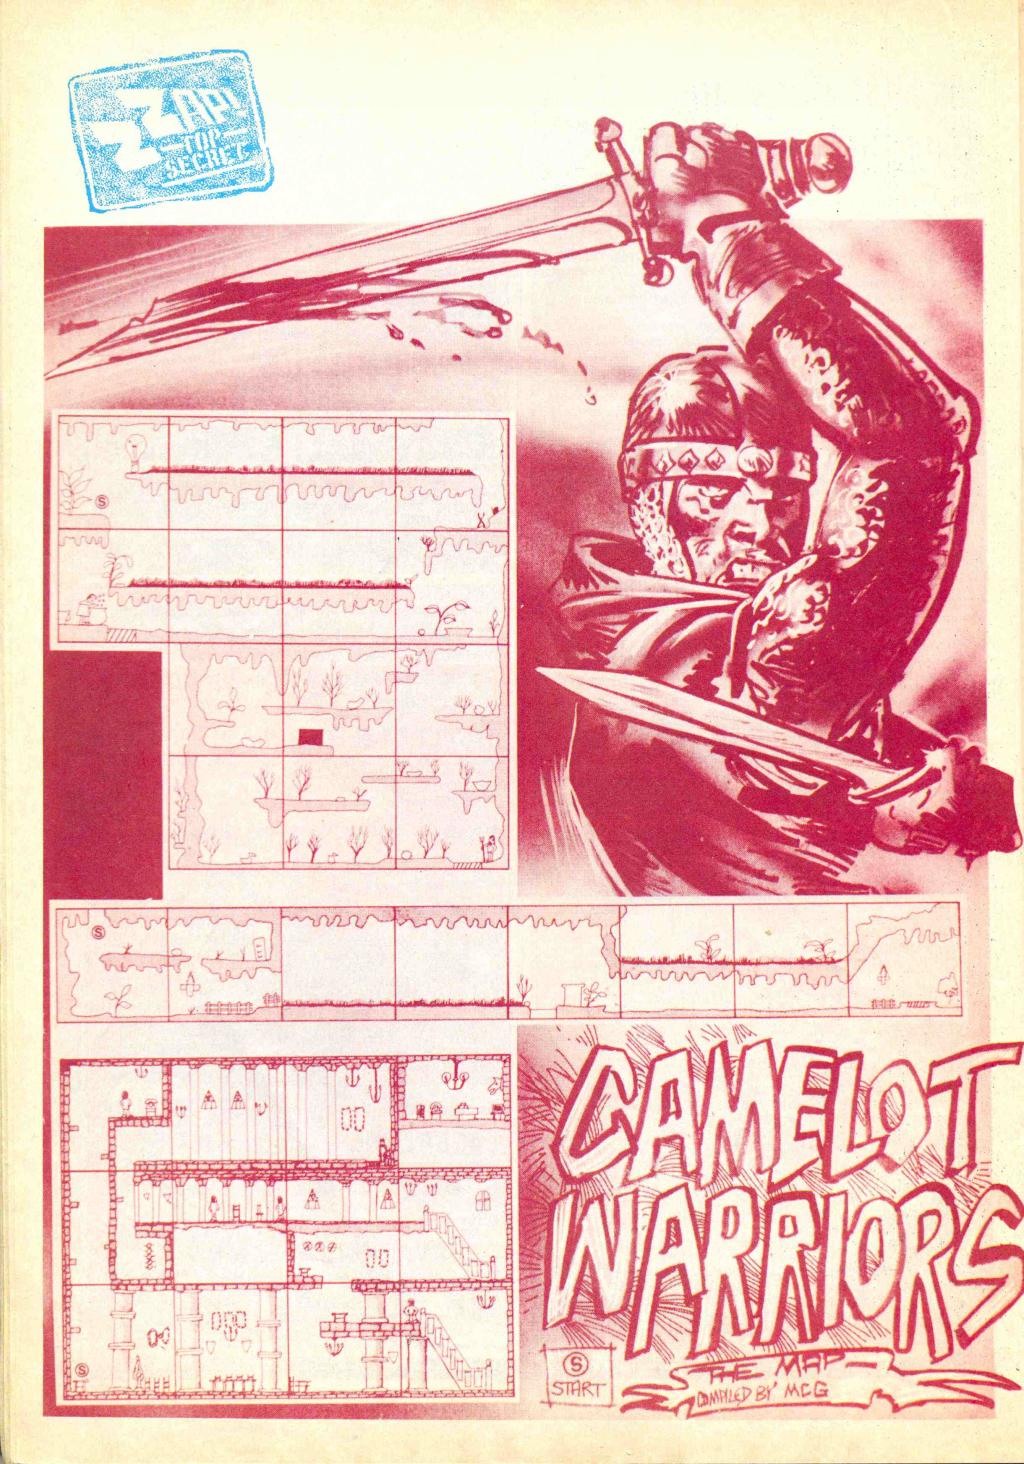 ZZAP!
TOP
SECRET
S
X
S
S
CAMELOT
WARRIORS
S
START
THE MAP
COMPILED BY MCG